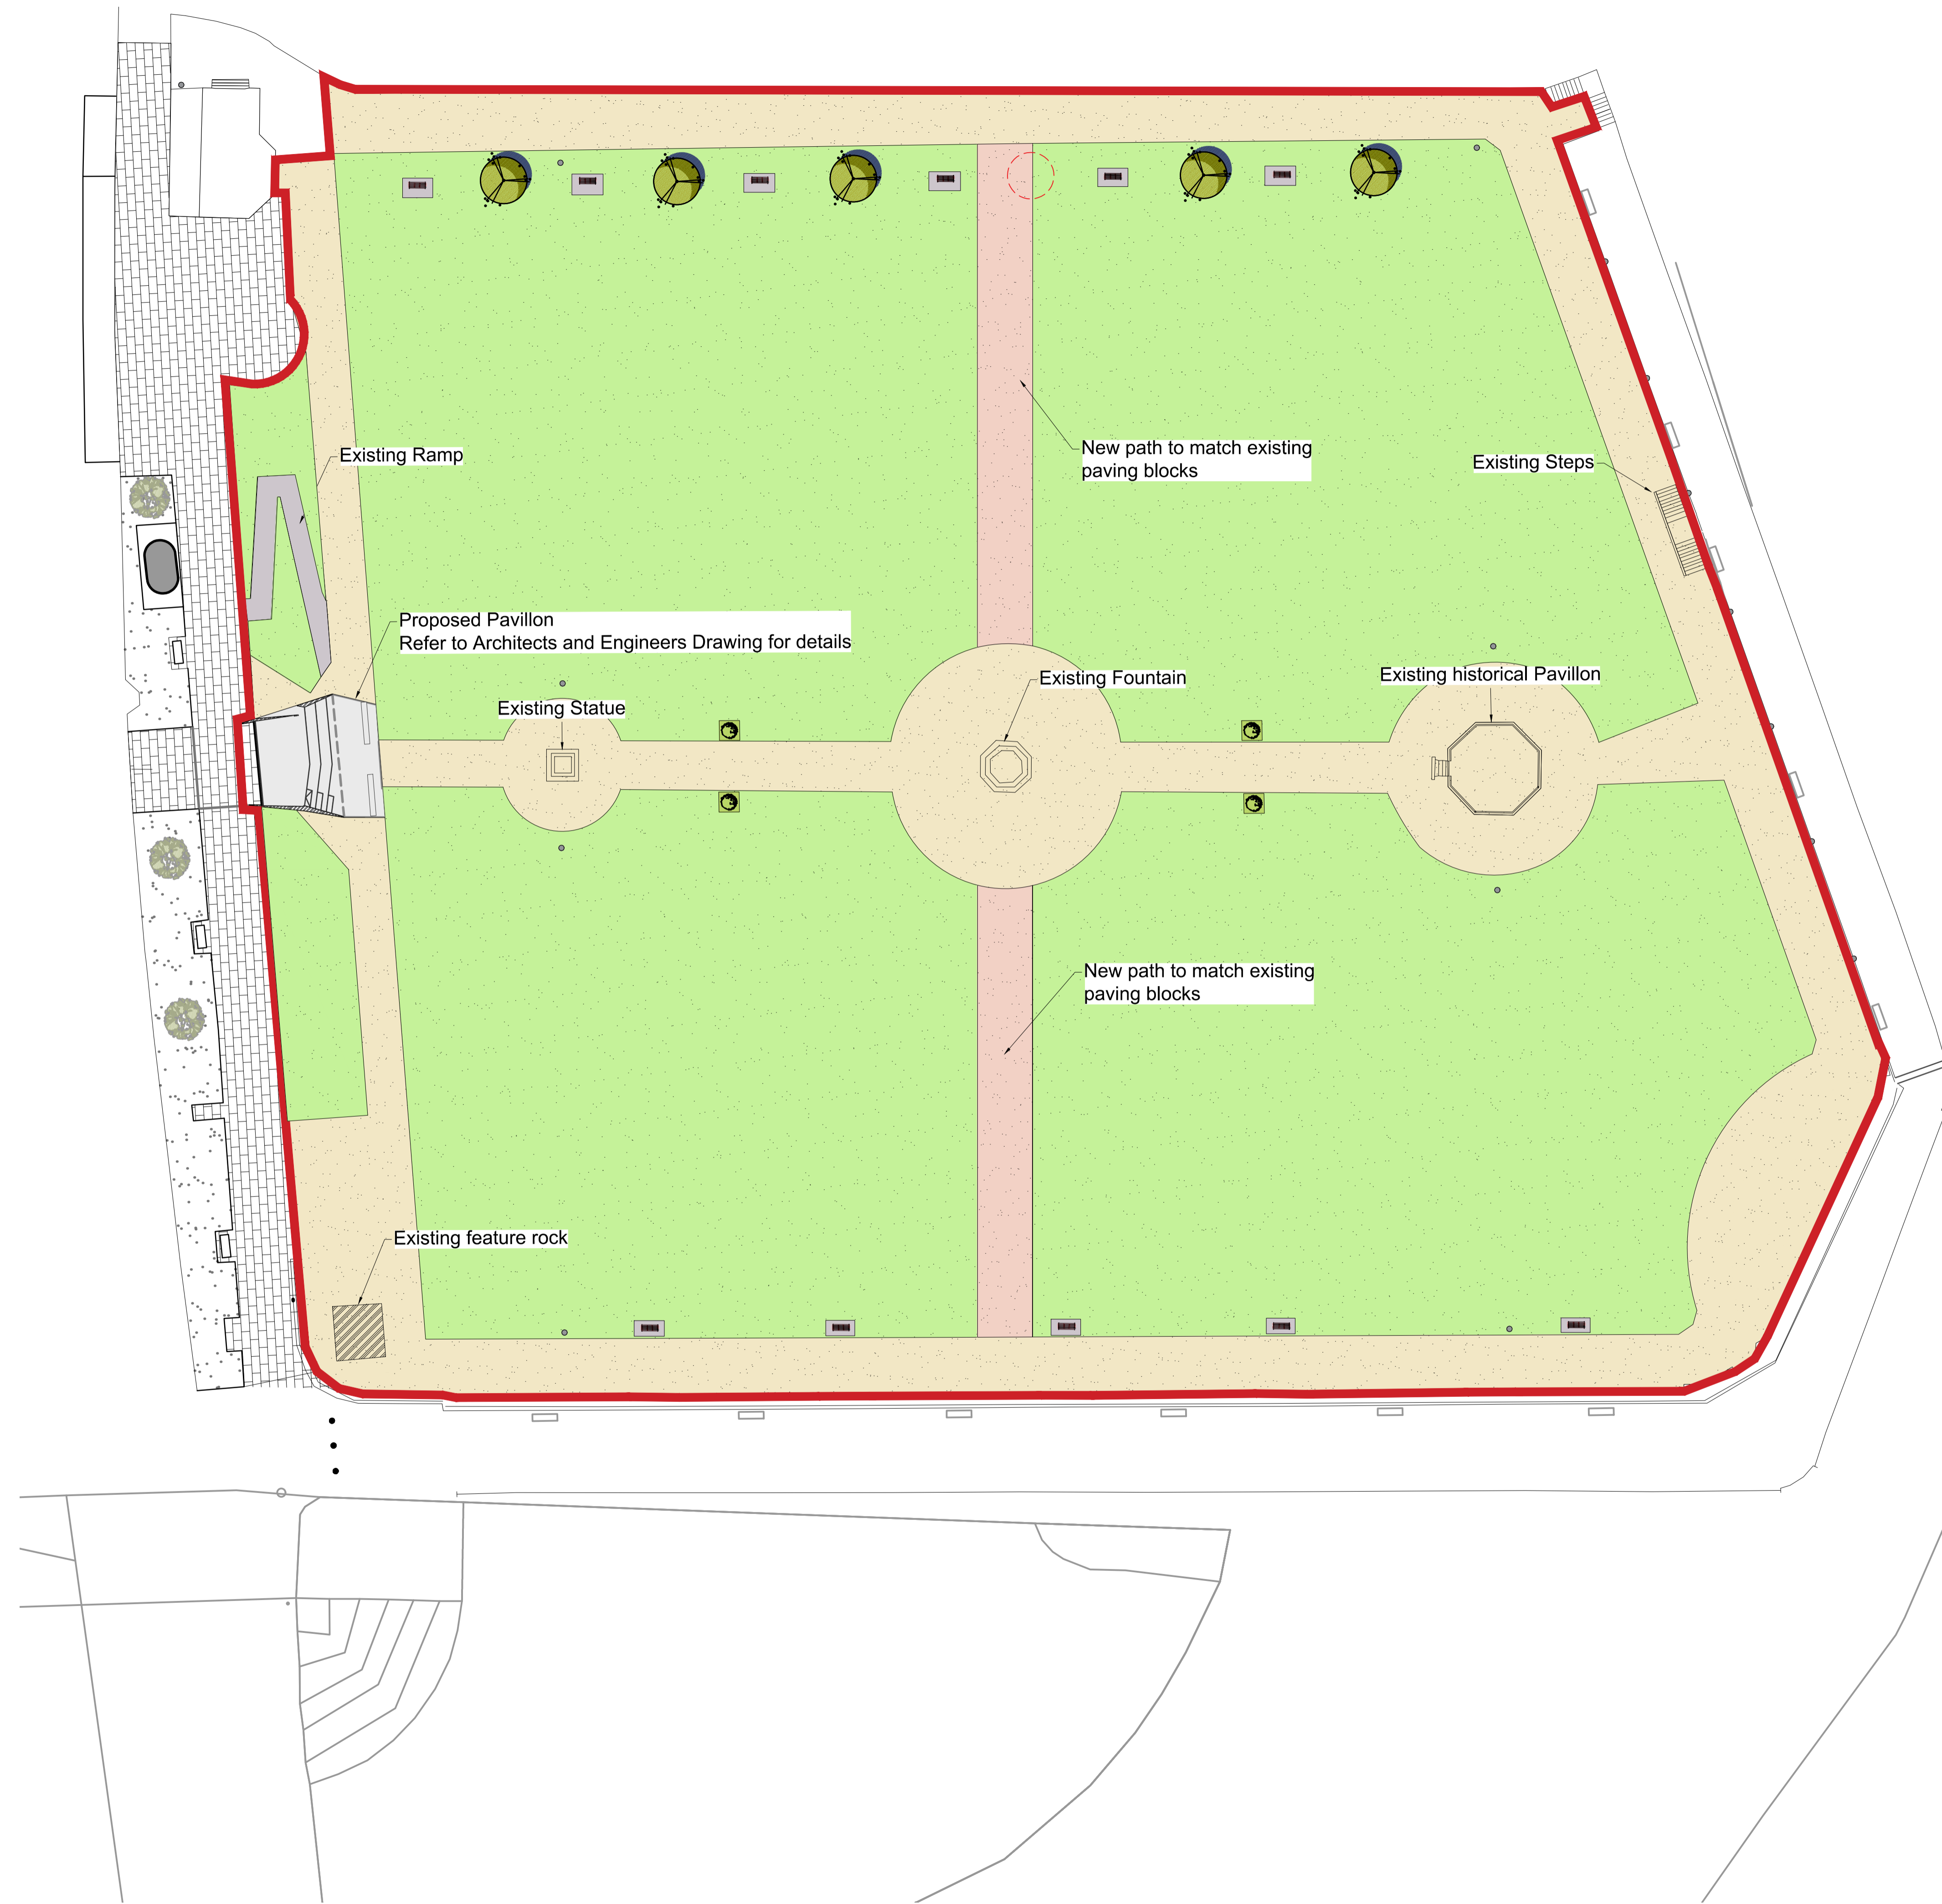 New path to match existing
paving blocks
Existing Ramp
Existing Steps
Proposed Pavillon
Refer to Architects and Engineers Drawing for details
Existing Statue
Existing Fountain
Existing historical Pavillon
New path to match existing
paving blocks
Existing feature rock